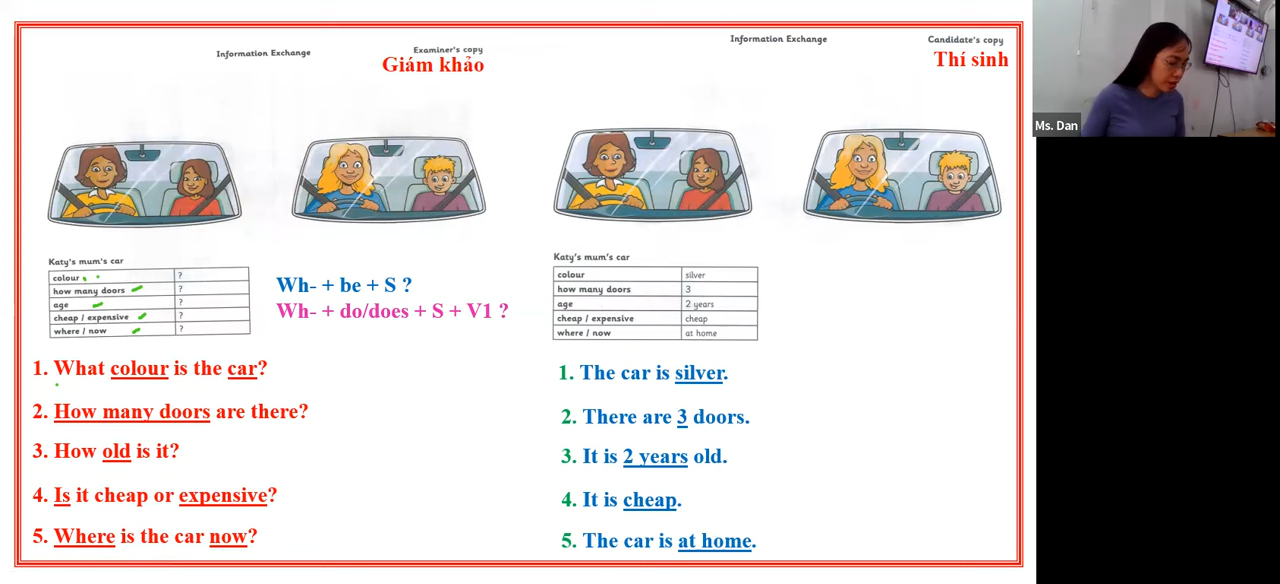 Information Exchange
Examiner's copy
Giám khảo
Information Exchange
Candidate's copy
Thí sinh
Ms. Dan
Katy's mum's car
colour ?
how many doors ?
age ?
cheap / expensive ?
where / now ?
Wh- + be + S ?
Wh- + do/does + S + V1 ?
Katy's mum's car
colour silver
how many doors 3
age 2 years
cheap / expensive cheap
where / now at home
1. What colour is the car?
2. How many doors are there?
3. How old is it?
4. Is it cheap or expensive?
5. Where is the car now?
1. The car is silver.
2. There are 3 doors.
3. It is 2 years old.
4. It is cheap.
5. The car is at home.